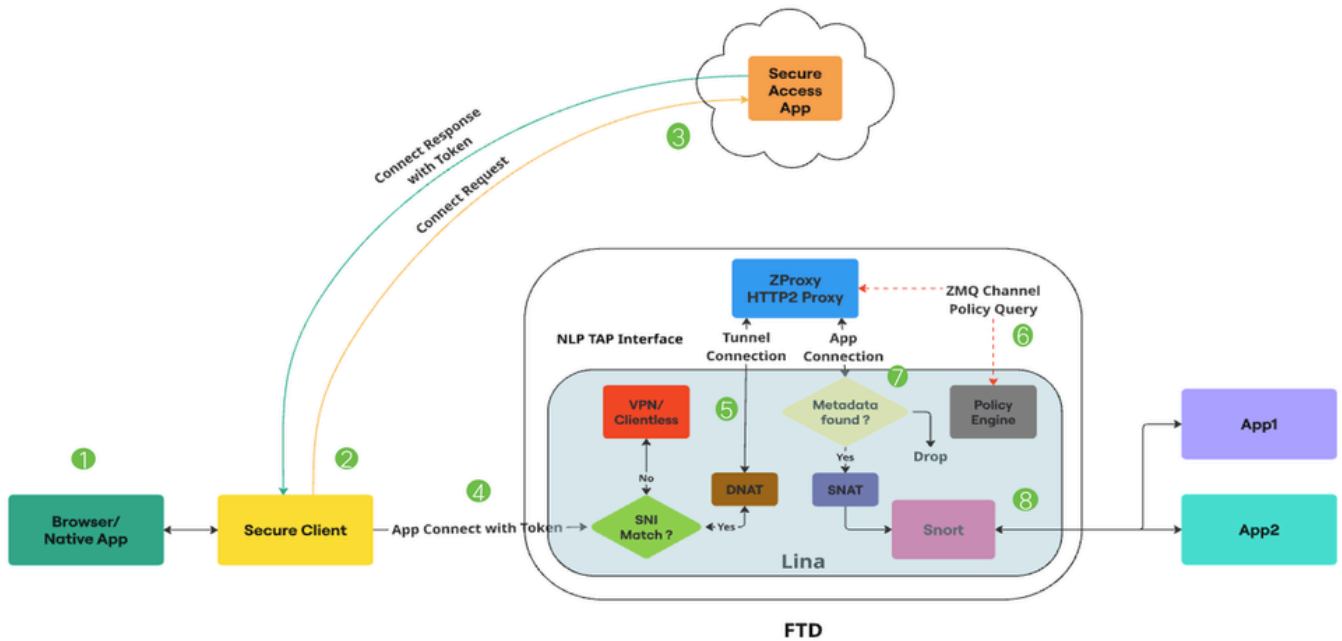 Secure
Access
App
3
Connect Response
with Token
Connect Request
ZProxy
HTTP2 Proxy
ZMQ Channel
Policy Query
6
NLP TAP Interface
Tunnel
Connection
App
Connection
7
VPN/
Clientless
5
Metadada
found ?
Policy
Engine
Drop
Yes
No
DNAT
SNAT
1
2
4
8
Browser/
Native App
Secure Client
App Connect with Token
SNI
Match ?
Yes
Snort
Lina
App1
App2
FTD